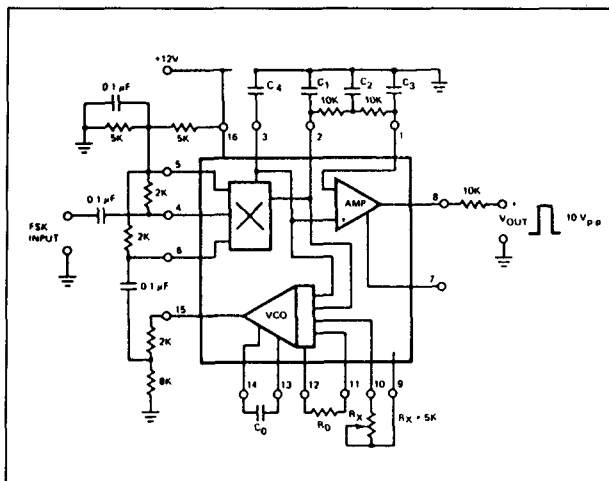 +12V
0.1 µF
C4
C1
C2
C3
10K
10K
5K
5K
16
3
2
1
5
2K
0.1 µF
4
FSK
INPUT
2K
6
AMP
+
8
10K
+
VOUT
10 Vp-p
7
0.1 µF
15
VCO
2K
8K
14
13
12
11
10
9
C0
R0
RX
RX = 5K